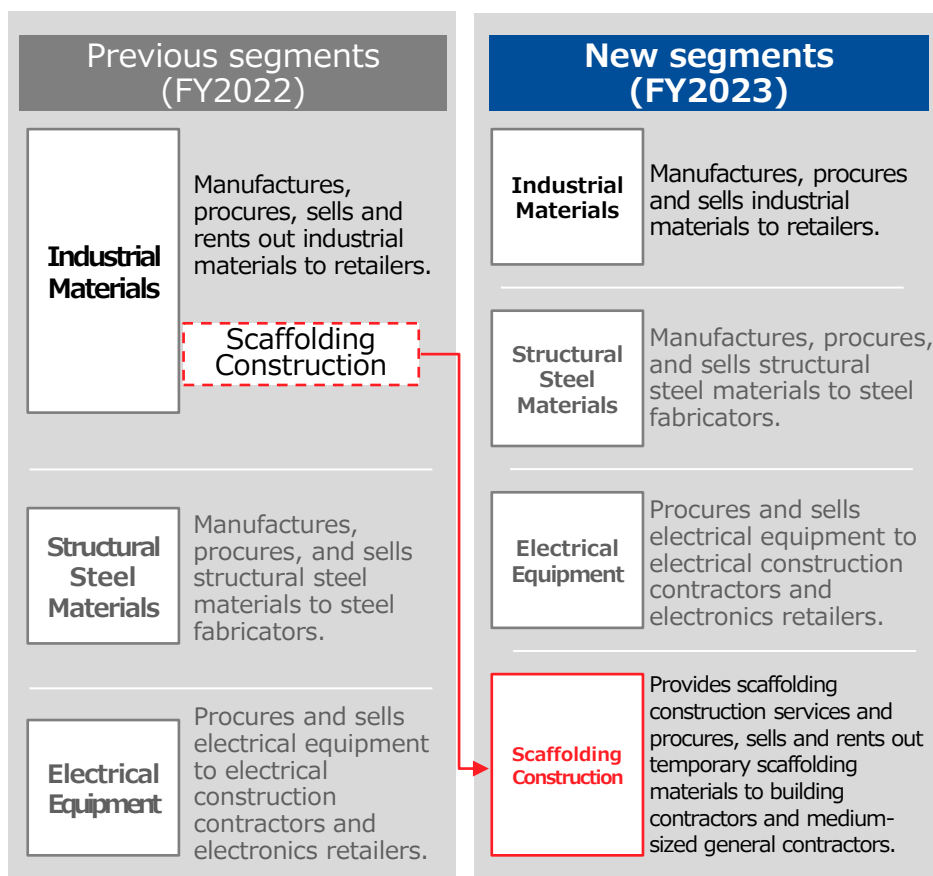 Previous segments
(FY2022)
Industrial
Materials
Manufactures,
procures, sells and
rents out industrial
materials to retailers.
Scaffolding
Construction
Structural
Steel
Materials
Manufactures,
procures, and sells
structural steel
materials to steel
fabricators.
Electrical
Equipment
Procures and sells
electrical equipment
to electrical
construction
contractors and
electronics retailers.
New segments
(FY2023)
Industrial
Materials
Manufactures, procures
and sells industrial
materials to retailers.
Structural
Steel
Materials
Manufactures, procures,
and sells structural
steel materials to steel
fabricators.
Electrical
Equipment
Procures and sells
electrical equipment to
electrical construction
contractors and
electronics retailers.
Scaffolding
Construction
Provides scaffolding
construction services and
procures, sells and rents out
temporary scaffolding
materials to building
contractors and medium-
sized general contractors.